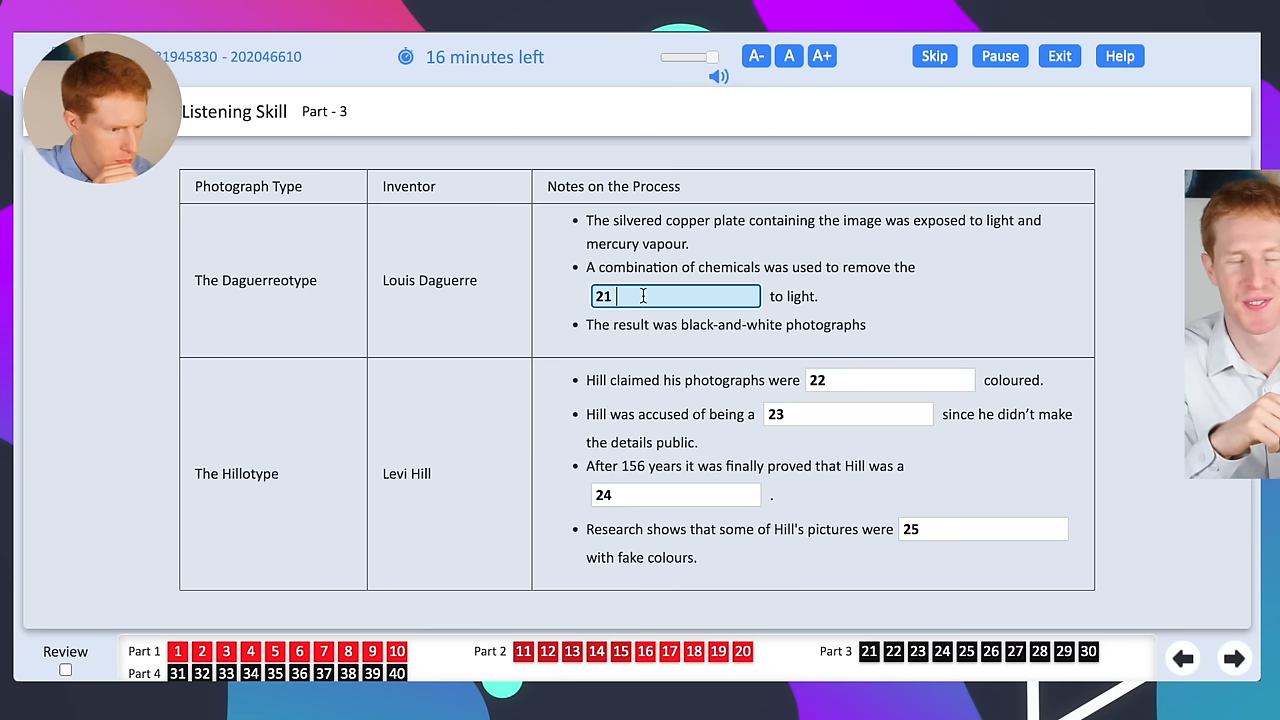 31945830 - 202046610 16 minutes left A- A A+ Skip Pause Exit Help
Listening Skill Part - 3
Photograph Type Inventor Notes on the Process
• The silvered copper plate containing the image was exposed to light and
mercury vapour.
• A combination of chemicals was used to remove the
The Daguerreotype Louis Daguerre
21 to light.
• The result was black-and-white photographs
• Hill claimed his photographs were 22 coloured.
• Hill was accused of being a 23 since he didn't make
the details public.
• After 156 years it was finally proved that Hill was a
The Hillotype Levi Hill
24 .
• Research shows that some of Hill's pictures were 25
with fake colours.
Review Part 1 1 2 3 4 5 6 7 8 9 10 Part 2 11 12 13 14 15 16 17 18 19 20 Part 3 21 22 23 24 25 26 27 28 29 30
Part 4 31 32 33 34 35 36 37 38 39 40